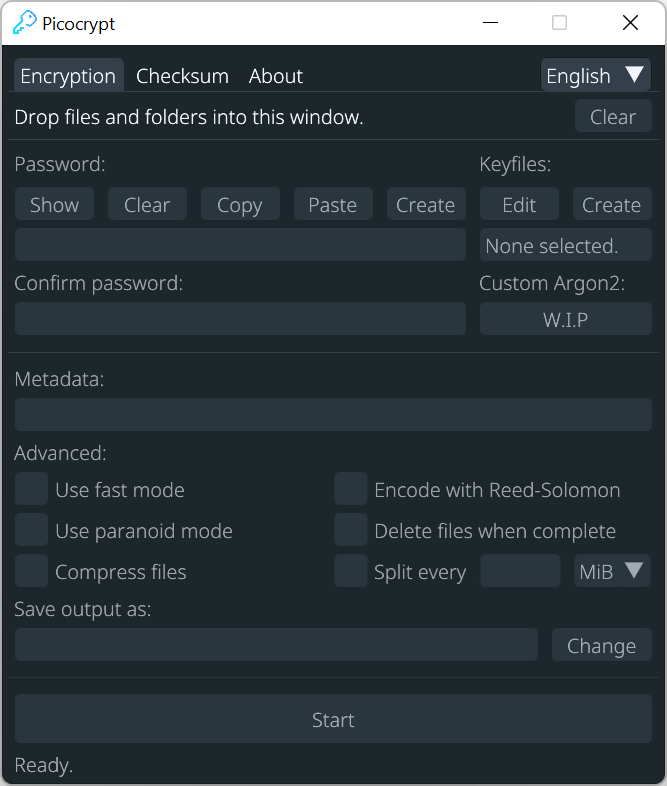 Picocrypt
Encryption Checksum About English
Drop files and folders into this window. Clear
Password: Keyfiles:
Show Clear Copy Paste Create Edit Create
None selected.
Confirm password: Custom Argon2:
W.I.P
Metadata:
Advanced:
Use fast mode Encode with Reed-Solomon
Use paranoid mode Delete files when complete
Compress files Split every MiB
Save output as:
Change
Start
Ready.